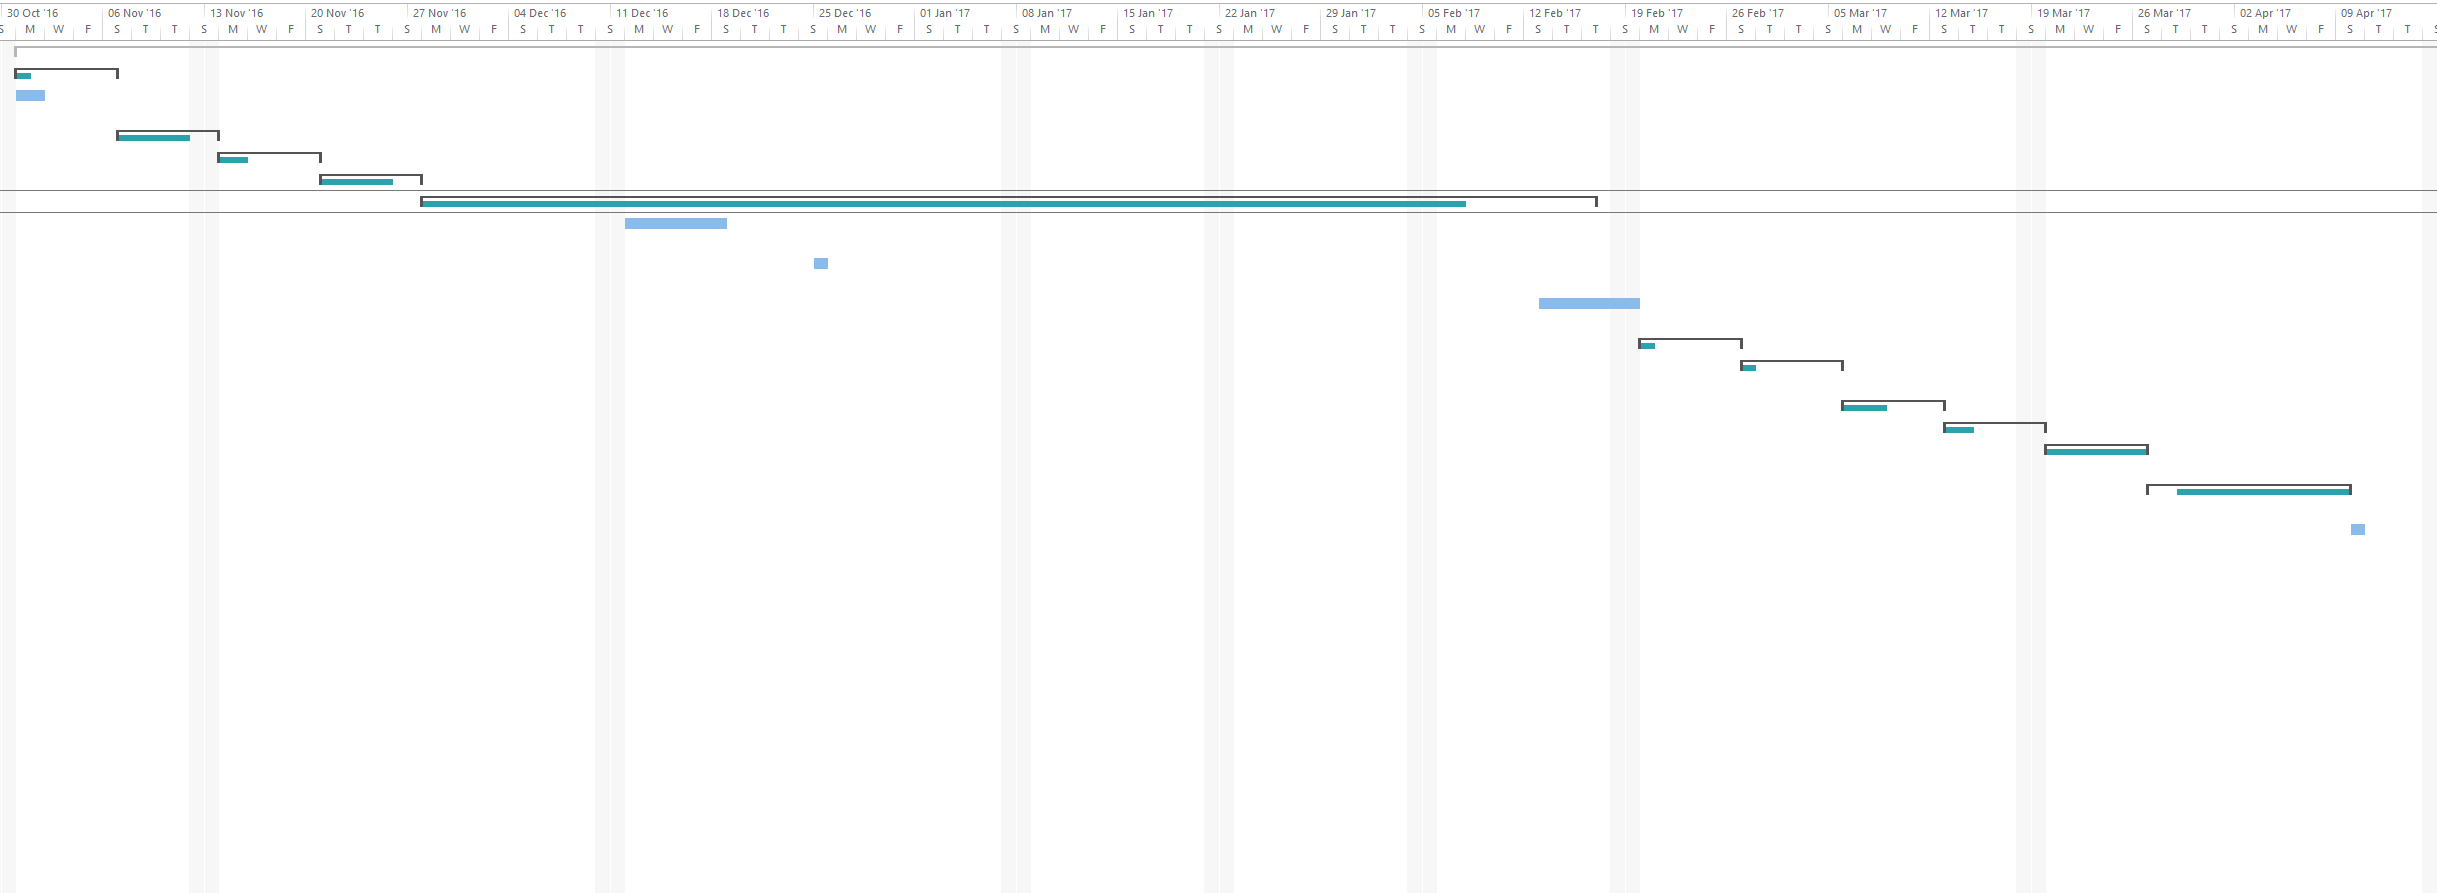 30 Oct '16 06 Nov '16 13 Nov '16 20 Nov '16 27 Nov '16 04 Dec '16 11 Dec '16 18 Dec '16 25 Dec '16 01 Jan '17 08 Jan '17 15 Jan '17 22 Jan '17 29 Jan '17 05 Feb '17 12 Feb '17 19 Feb '17 26 Feb '17 05 Mar '17 12 Mar '17 19 Mar '17 26 Mar '17 02 Apr '17 09 Apr '17
S M W F S T T S M W F S T T S M W F S T T S M W F S T T S M W F S T T S M W F S T T S M W F S T T S M W F S T T S M W F S T T S M W F S T T S M W F S T T S M W F S T T S